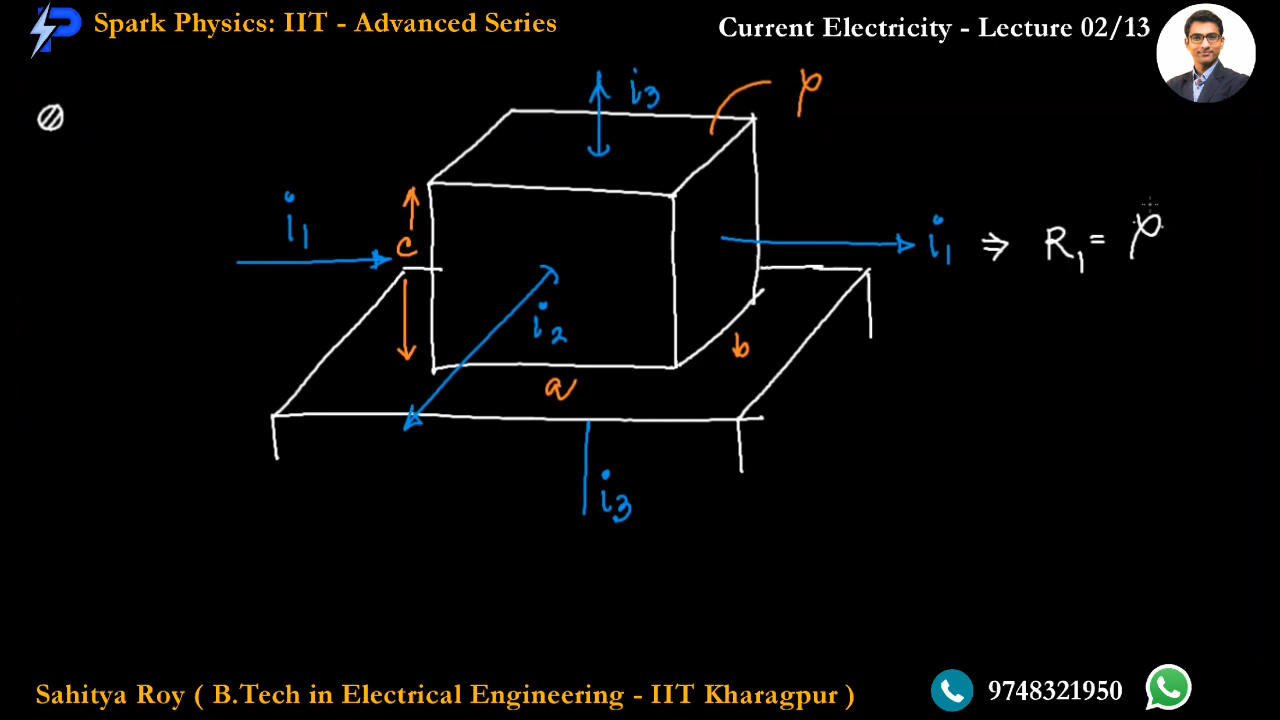 Spark Physics: IIT - Advanced Series
Current Electricity - Lecture 02/13
i3
ρ
i1
c
i1 ⇒ R1 = ρ
i2
b
a
i3
Sahitya Roy ( B.Tech in Electrical Engineering - IIT Kharagpur )
9748321950